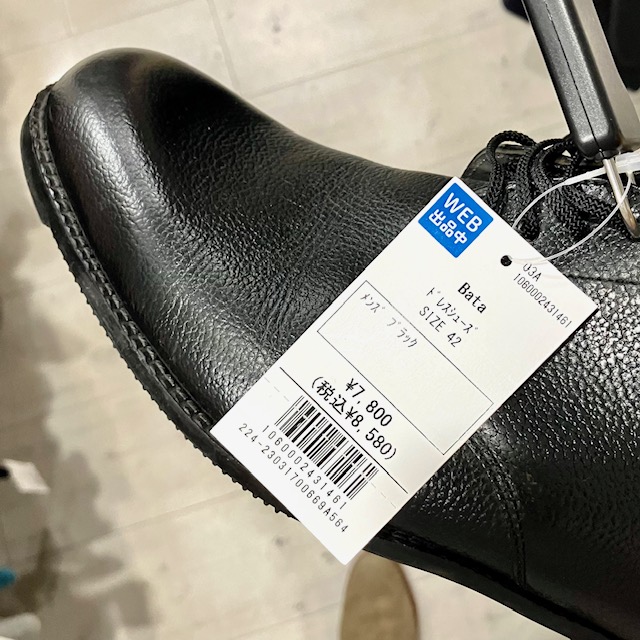 WEB
出品中
03A
1060002431461
Bata
ドレスシューズ
SIZE 42
メンズ ブラック
¥7,800
(税込¥8,580)
1060002431461
224-23031700669A564